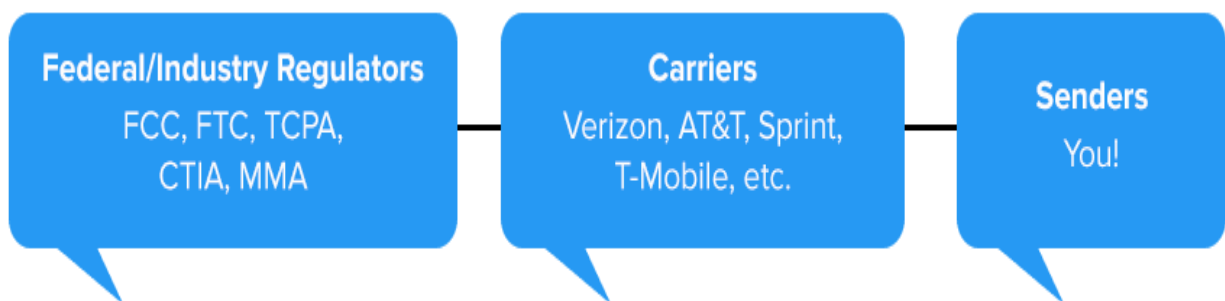 Federal/Industry Regulators
FCC, FTC, TCPA,
CTIA, MMA
Carriers
Verizon, AT&T, Sprint,
T-Mobile, etc.
Senders
You!